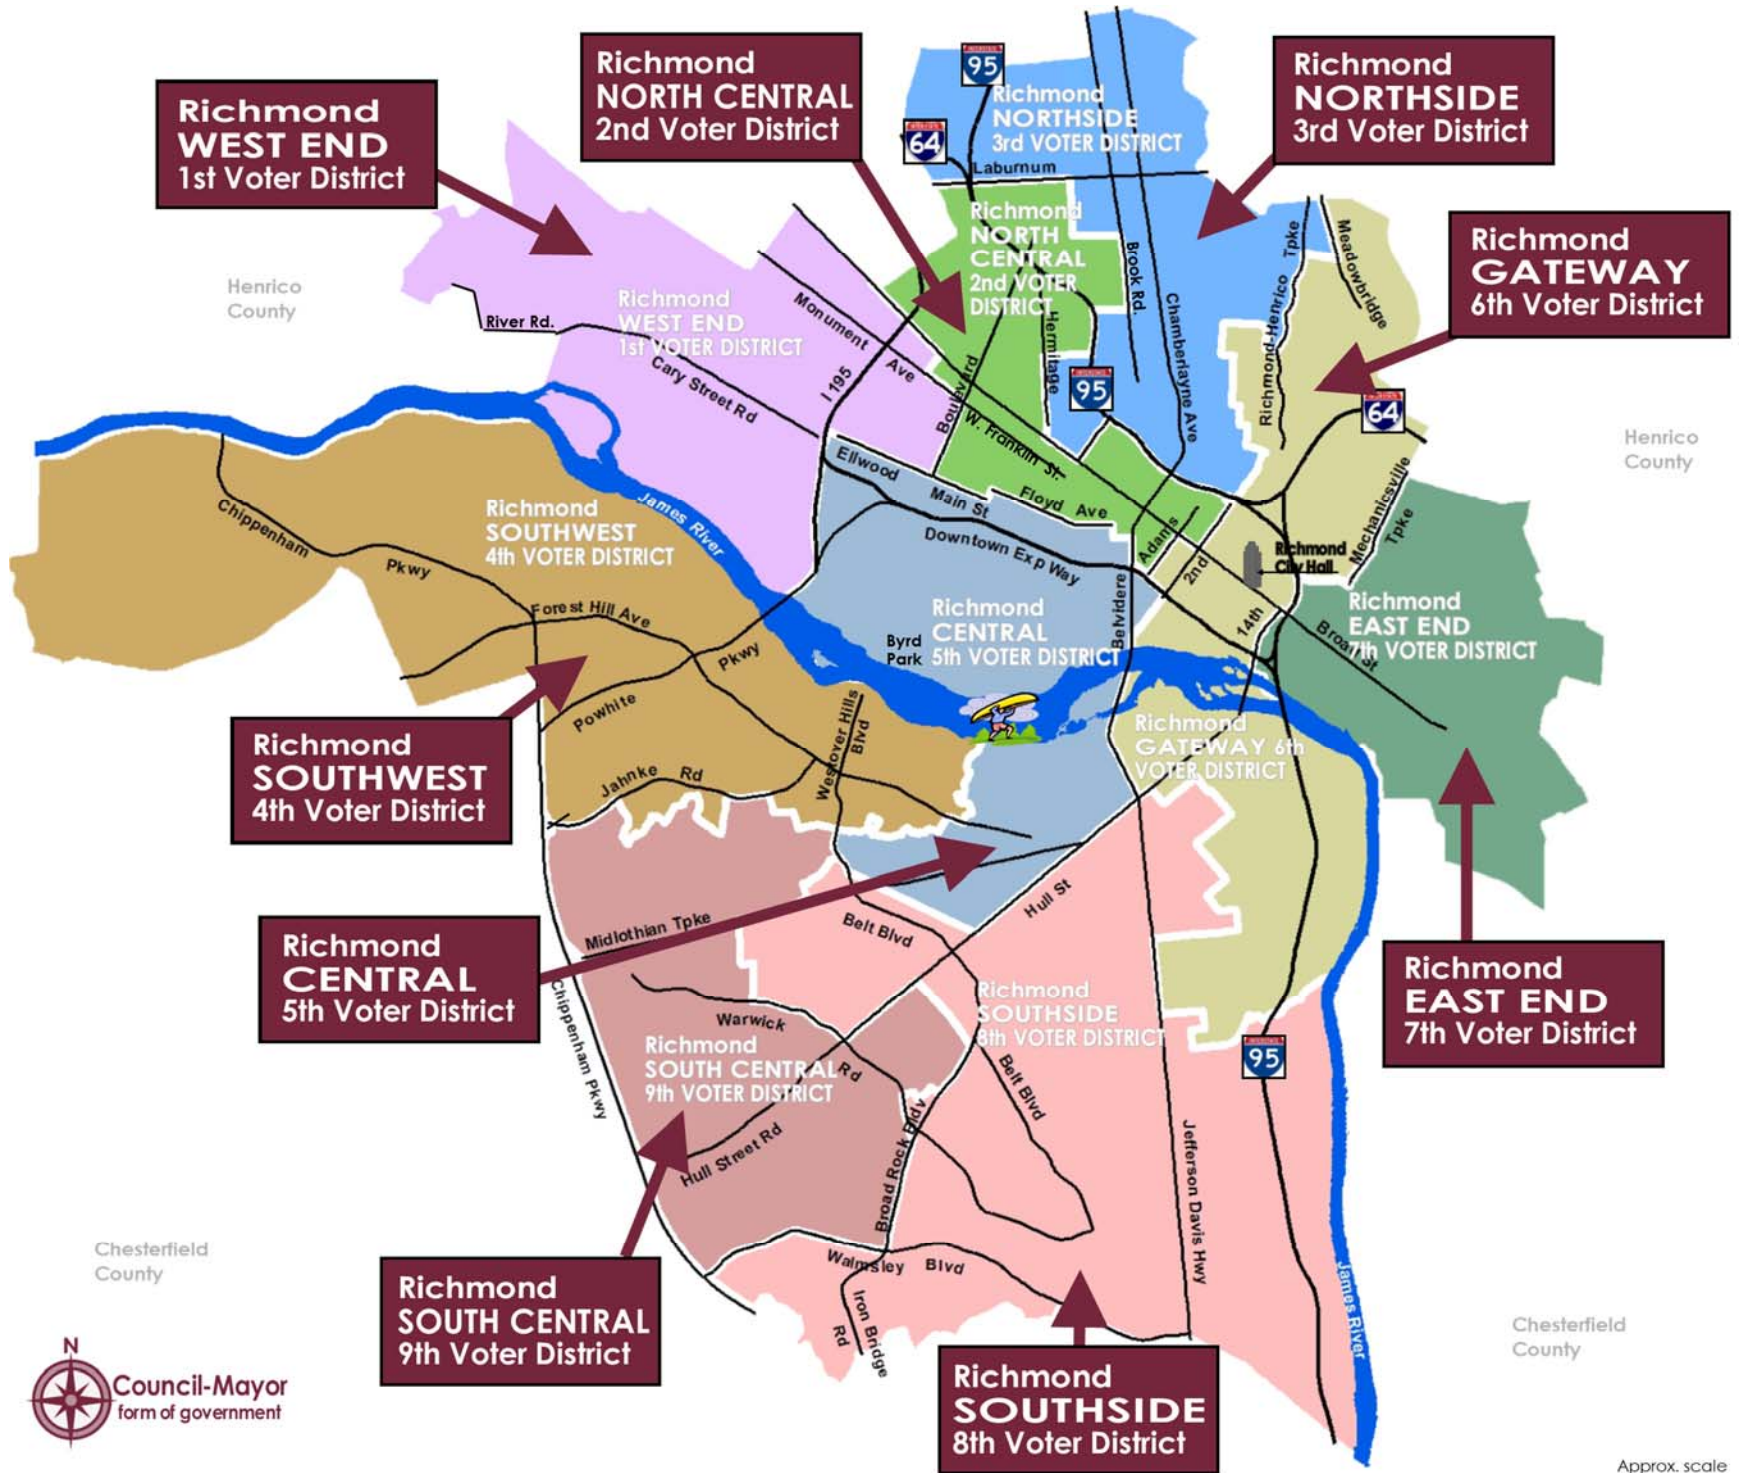 Richmond
WEST END
1st Voter District
Richmond
NORTH CENTRAL
2nd Voter District
Richmond
NORTHSIDE
3rd Voter District
Richmond
GATEWAY
6th Voter District
Richmond
SOUTHWEST
4th Voter District
Richmond
CENTRAL
5th Voter District
Richmond
EAST END
7th Voter District
Richmond
SOUTH CENTRAL
9th Voter District
Richmond
SOUTHSIDE
8th Voter District
INTERSTATE
95
64
Richmond
NORTHSIDE
3rd VOTER DISTRICT
Laburnum
Richmond
NORTH
CENTRAL
2nd VOTER
DISTRICT
Richmond
WEST END
1st VOTER DISTRICT
Henrico
County
River Rd.
Cary Street Rd
Monument Ave
I 195
Boulevard
Hermitage
Brook Rd.
Chamberlayne Ave
Richmond-Henrico Tpke
Meadowbridge
INTERSTATE
95
64
Henrico
County
W. Franklin St.
Ellwood
Main St
Floyd Ave
Downtown Exp Way
Adams
2nd
14th
Belvidere
Richmond
City Hall
Mechanicsville
Tpke
Broad St
Richmond
EAST END
7th VOTER DISTRICT
Richmond
CENTRAL
5th VOTER DISTRICT
Byrd
Park
James River
Richmond
SOUTHWEST
4th VOTER DISTRICT
Chippenham
Pkwy
Forest Hill Ave
Powhite
Pkwy
Jahnke Rd
Westover Hills
Blvd
Richmond
GATEWAY 6th
VOTER DISTRICT
Hull St
Belt Blvd
Midlothian Tpke
Chippenham Pkwy
Warwick
Rd
Richmond
SOUTH CENTRAL
9th VOTER DISTRICT
Hull Street Rd
Richmond
SOUTHSIDE
8th VOTER DISTRICT
Belt Blvd
Broad Rock Bldv
Jefferson Davis Hwy
INTERSTATE
95
Walmsley Blvd
Iron Bridge
Rd
James River
Chesterfield
County
Chesterfield
County
N
Council-Mayor
form of government
Approx. scale